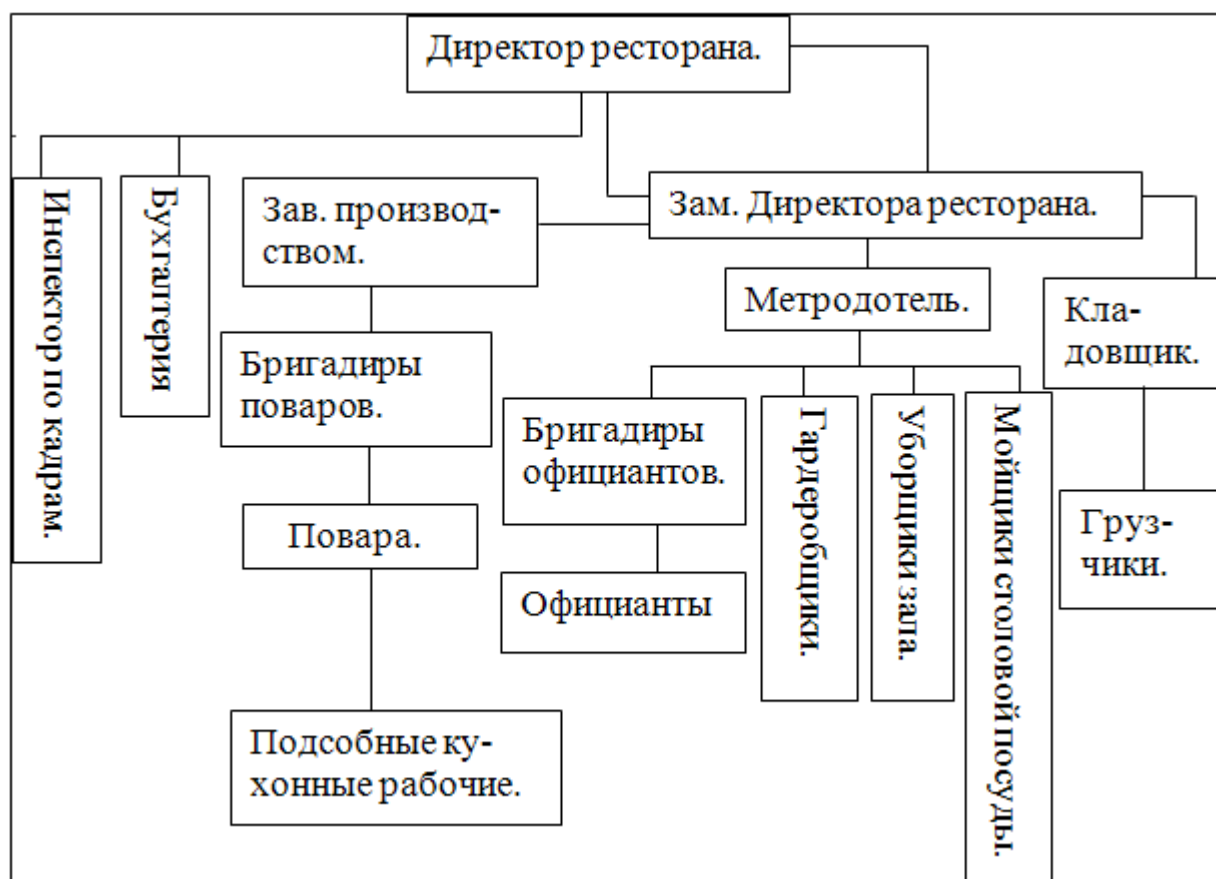 Директор ресторана.
Инспектор по кадрам.
Бухгалтерия
Зав. производ-
ством.
Зам. Директора ресторана.
Метродотель.
Кла-
довщик.
Бригадиры
поваров.
Бригадиры
официантов.
Гардеробщики.
Уборщики зала.
Мойщики столовой посуды.
Груз-
чики.
Повара.
Официанты
Подсобные ку-
хонные рабочие.